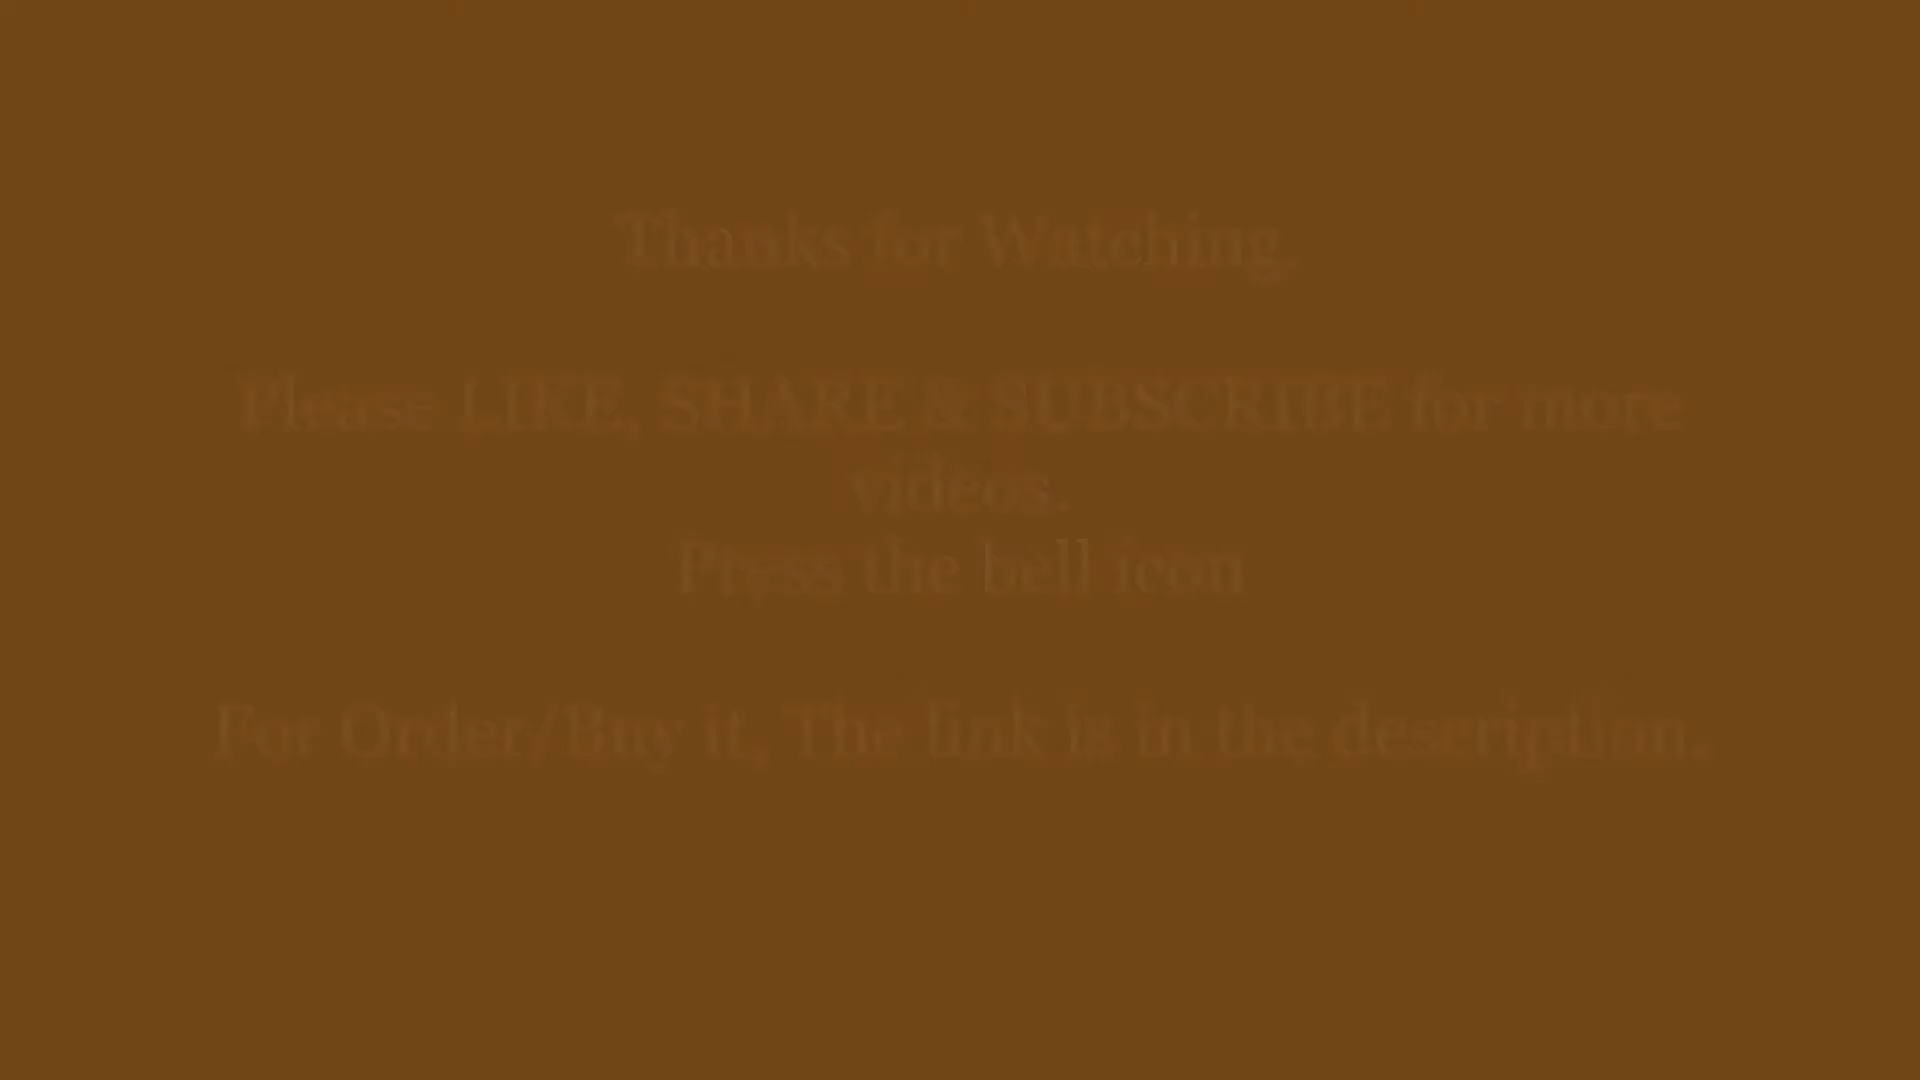 Thanks for Watching.
Please LIKE, SHARE & SUBSCRIBE for more
videos.
Press the bell icon
For Order/Buy it, The link is in the description.